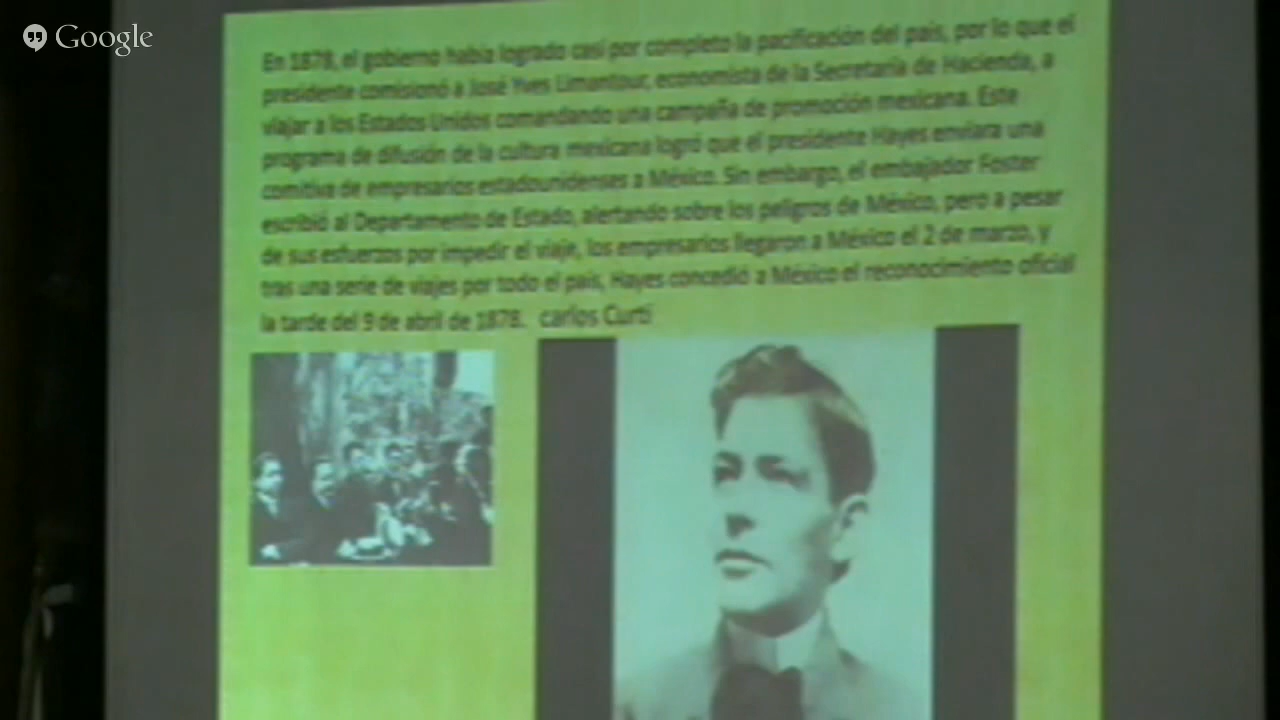 Google
En 1878, el gobierno había logrado casi por completo la pacificación del país, por lo que el
presidente comisionó a José Yves Limantour, economista de la Secretaría de Hacienda, a
viajar a los Estados Unidos comandando una campaña de promoción mexicana. Este
programa de difusión de la cultura mexicana logró que el presidente Hayes enviara una
comitiva de empresarios estadounidenses a México. Sin embargo, el embajador Foster
escribió al Departamento de Estado, alertando sobre los peligros de México, pero a pesar
de sus esfuerzos por impedir el viaje, los empresarios llegaron a México el 2 de marzo, y
tras una serie de viajes por todo el país, Hayes concedió a México el reconocimiento oficial
la tarde del 9 de abril de 1878. carlos Curti